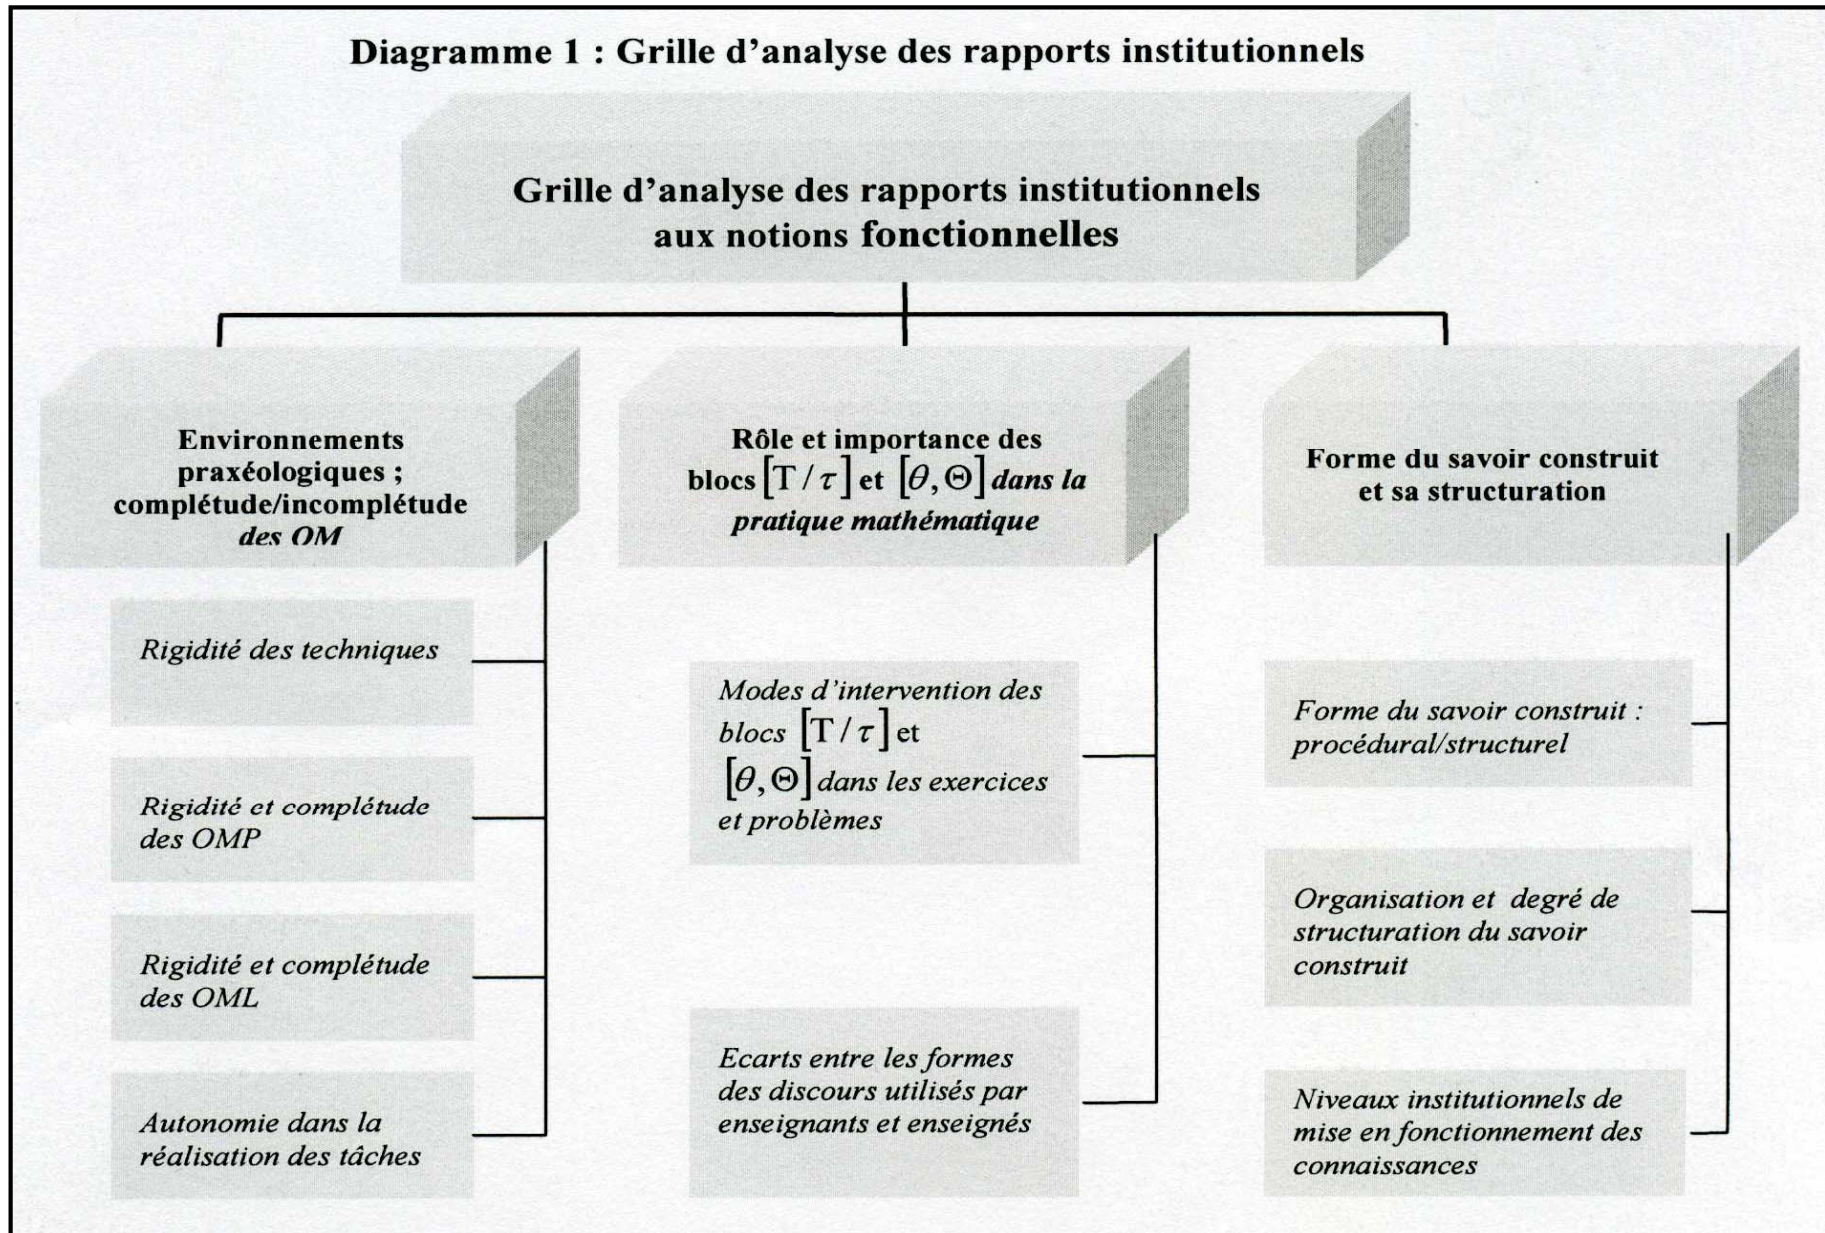 Diagramme 1 : Grille d’analyse des rapports institutionnels
Grille d’analyse des rapports institutionnels
aux notions fonctionnelles
Environnements
praxéologiques ;
complétude/incomplétude
des OM
Rigidité des techniques
Rigidité et complétude
des OMP
Rigidité et complétude
des OML
Autonomie dans la
réalisation des tâches
Rôle et importance des
blocs [T / τ] et [θ, Θ] dans la
pratique mathématique
Modes d’intervention des
blocs [T / τ] et
[θ, Θ] dans les exercices
et problèmes
Ecarts entre les formes
des discours utilisés par
enseignants et enseignés
Forme du savoir construit
et sa structuration
Forme du savoir construit :
procédural/structurel
Organisation et degré de
structuration du savoir
construit
Niveaux institutionnels de
mise en fonctionnement des
connaissances